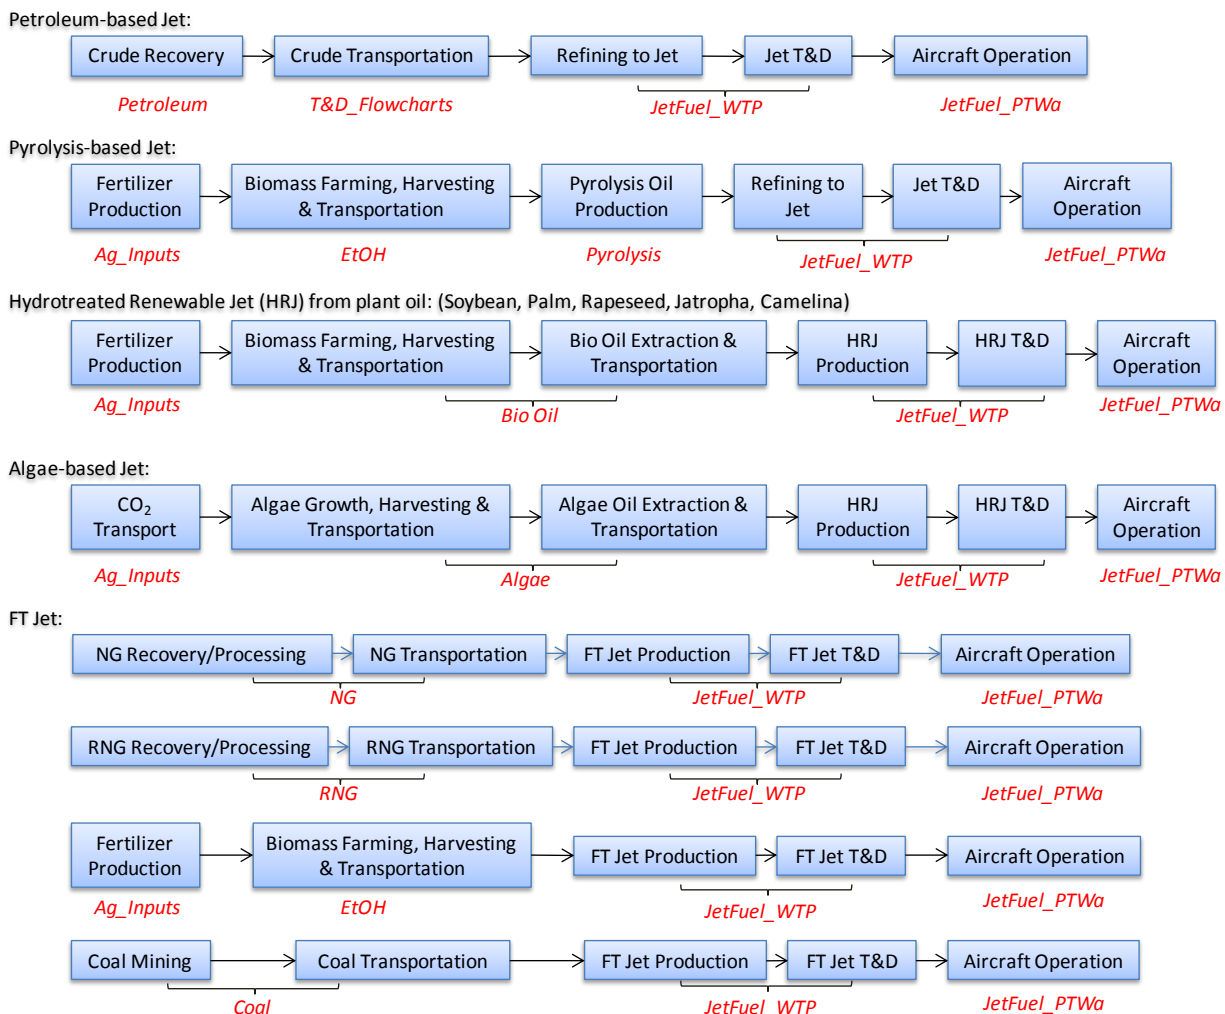 Petroleum-based Jet:
Crude Recovery
Crude Transportation
Refining to Jet
Jet T&D
Aircraft Operation
Petroleum
T&D_Flowcharts
JetFuel_WTP
JetFuel_PTWa
Pyrolysis-based Jet:
Fertilizer
Production
Biomass Farming, Harvesting
& Transportation
Pyrolysis Oil
Production
Refining to
Jet
Jet T&D
Aircraft
Operation
Ag_Inputs
EtOH
Pyrolysis
JetFuel_WTP
JetFuel_PTWa
Hydrotreated Renewable Jet (HRJ) from plant oil: (Soybean, Palm, Rapeseed, Jatropha, Camelina)
Fertilizer
Production
Biomass Farming, Harvesting
& Transportation
Bio Oil Extraction &
Transportation
HRJ
Production
HRJ T&D
Aircraft
Operation
Ag_Inputs
Bio Oil
JetFuel_WTP
JetFuel_PTWa
Algae-based Jet:
CO₂
Transport
Algae Growth, Harvesting &
Transportation
Algae Oil Extraction &
Transportation
HRJ
Production
HRJ T&D
Aircraft
Operation
Ag_Inputs
Algae
JetFuel_WTP
JetFuel_PTWa
FT Jet:
NG Recovery/Processing
NG Transportation
FT Jet Production
FT Jet T&D
Aircraft Operation
NG
JetFuel_WTP
JetFuel_PTWa
RNG Recovery/Processing
RNG Transportation
FT Jet Production
FT Jet T&D
Aircraft Operation
RNG
JetFuel_WTP
JetFuel_PTWa
Fertilizer
Production
Biomass Farming, Harvesting
& Transportation
FT Jet Production
FT Jet T&D
Aircraft Operation
Ag_Inputs
EtOH
JetFuel_WTP
JetFuel_PTWa
Coal Mining
Coal Transportation
FT Jet Production
FT Jet T&D
Aircraft Operation
Coal
JetFuel_WTP
JetFuel_PTWa